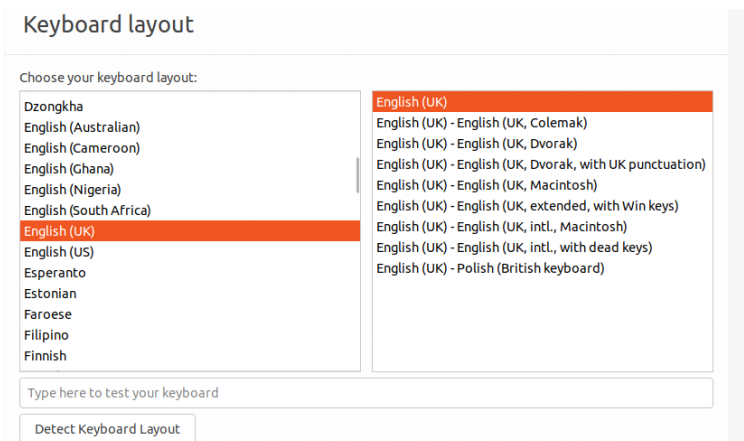 Keyboard layout
Choose your keyboard layout:
Dzongkha
English (Australian)
English (Cameroon)
English (Ghana)
English (Nigeria)
English (South Africa)
English (UK)
English (US)
Esperanto
Estonian
Faroese
Filipino
Finnish
English (UK)
English (UK) - English (UK, Colemak)
English (UK) - English (UK, Dvorak)
English (UK) - English (UK, Dvorak, with UK punctuation)
English (UK) - English (UK, Macintosh)
English (UK) - English (UK, extended, with Win keys)
English (UK) - English (UK, intl., Macintosh)
English (UK) - English (UK, intl., with dead keys)
English (UK) - Polish (British keyboard)
Type here to test your keyboard
Detect Keyboard Layout